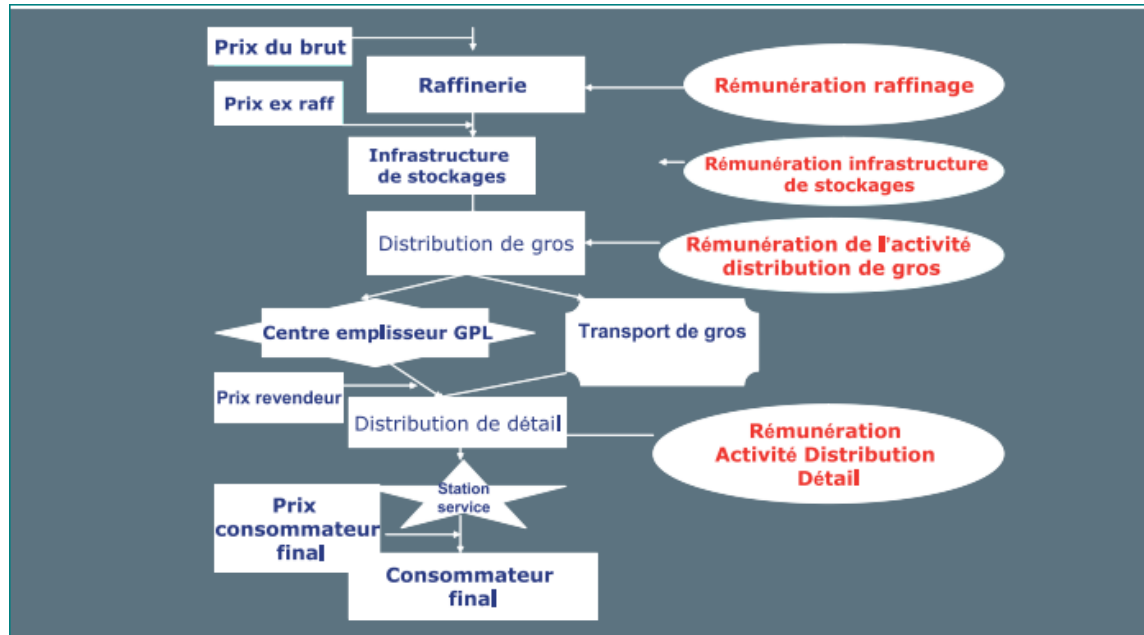 Prix du brut
Raffinerie
Rémunération raffinage
Prix ex raff
Infrastructure
de stockages
Rémunération infrastructure
de stockages
Distribution de gros
Rémunération de l'activité
distribution de gros
Centre emplisseur GPL
Transport de gros
Prix revendeur
Distribution de détail
Rémunération
Activité Distribution
Détail
Station
service
Prix
consommateur
final
Consommateur
final